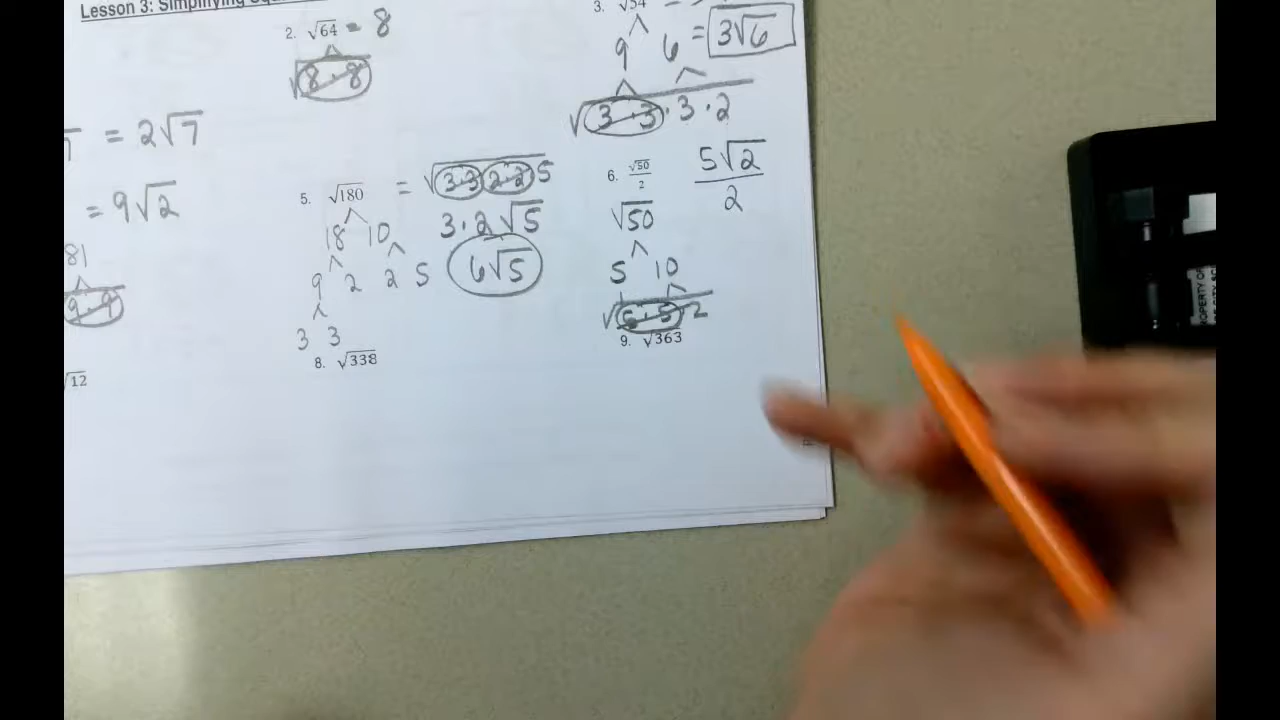 Lesson 3: Simplifying
2. √64 = 8
√8 · 8
3. √54
9 6 = 3√6
√3 · 3 · 3 · 2
= 2√7
= 9√2
81
9 · 9
5. √180 = √3·3 2·2 5
18 10 3 · 2 √5
9 2 2 5 6√5
3 3
6. √50/2 5√2/2
√50
5 10
√5 · 5 2
√12
8. √338
9. √363
PROPERTY O